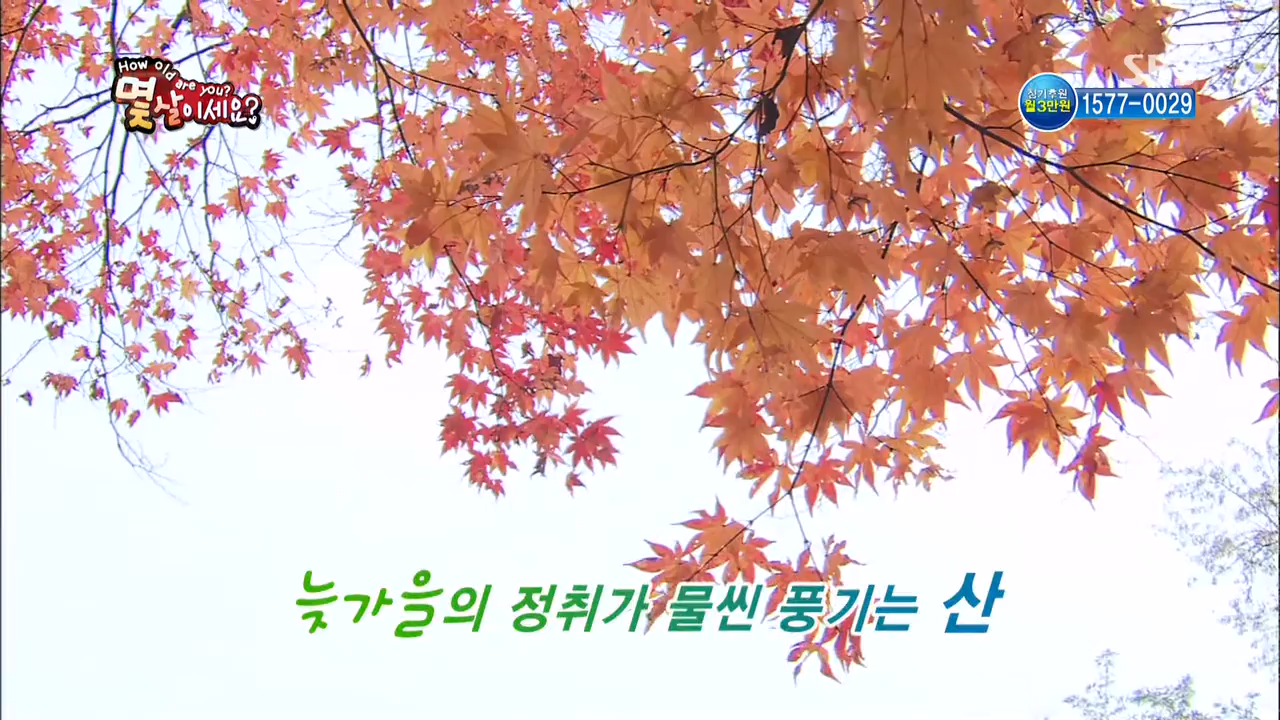 How old are you?
몇 살이세요?
SBS
정기후원
월3만원
1577-0029
늦가을의 정취가 물씬 풍기는 산